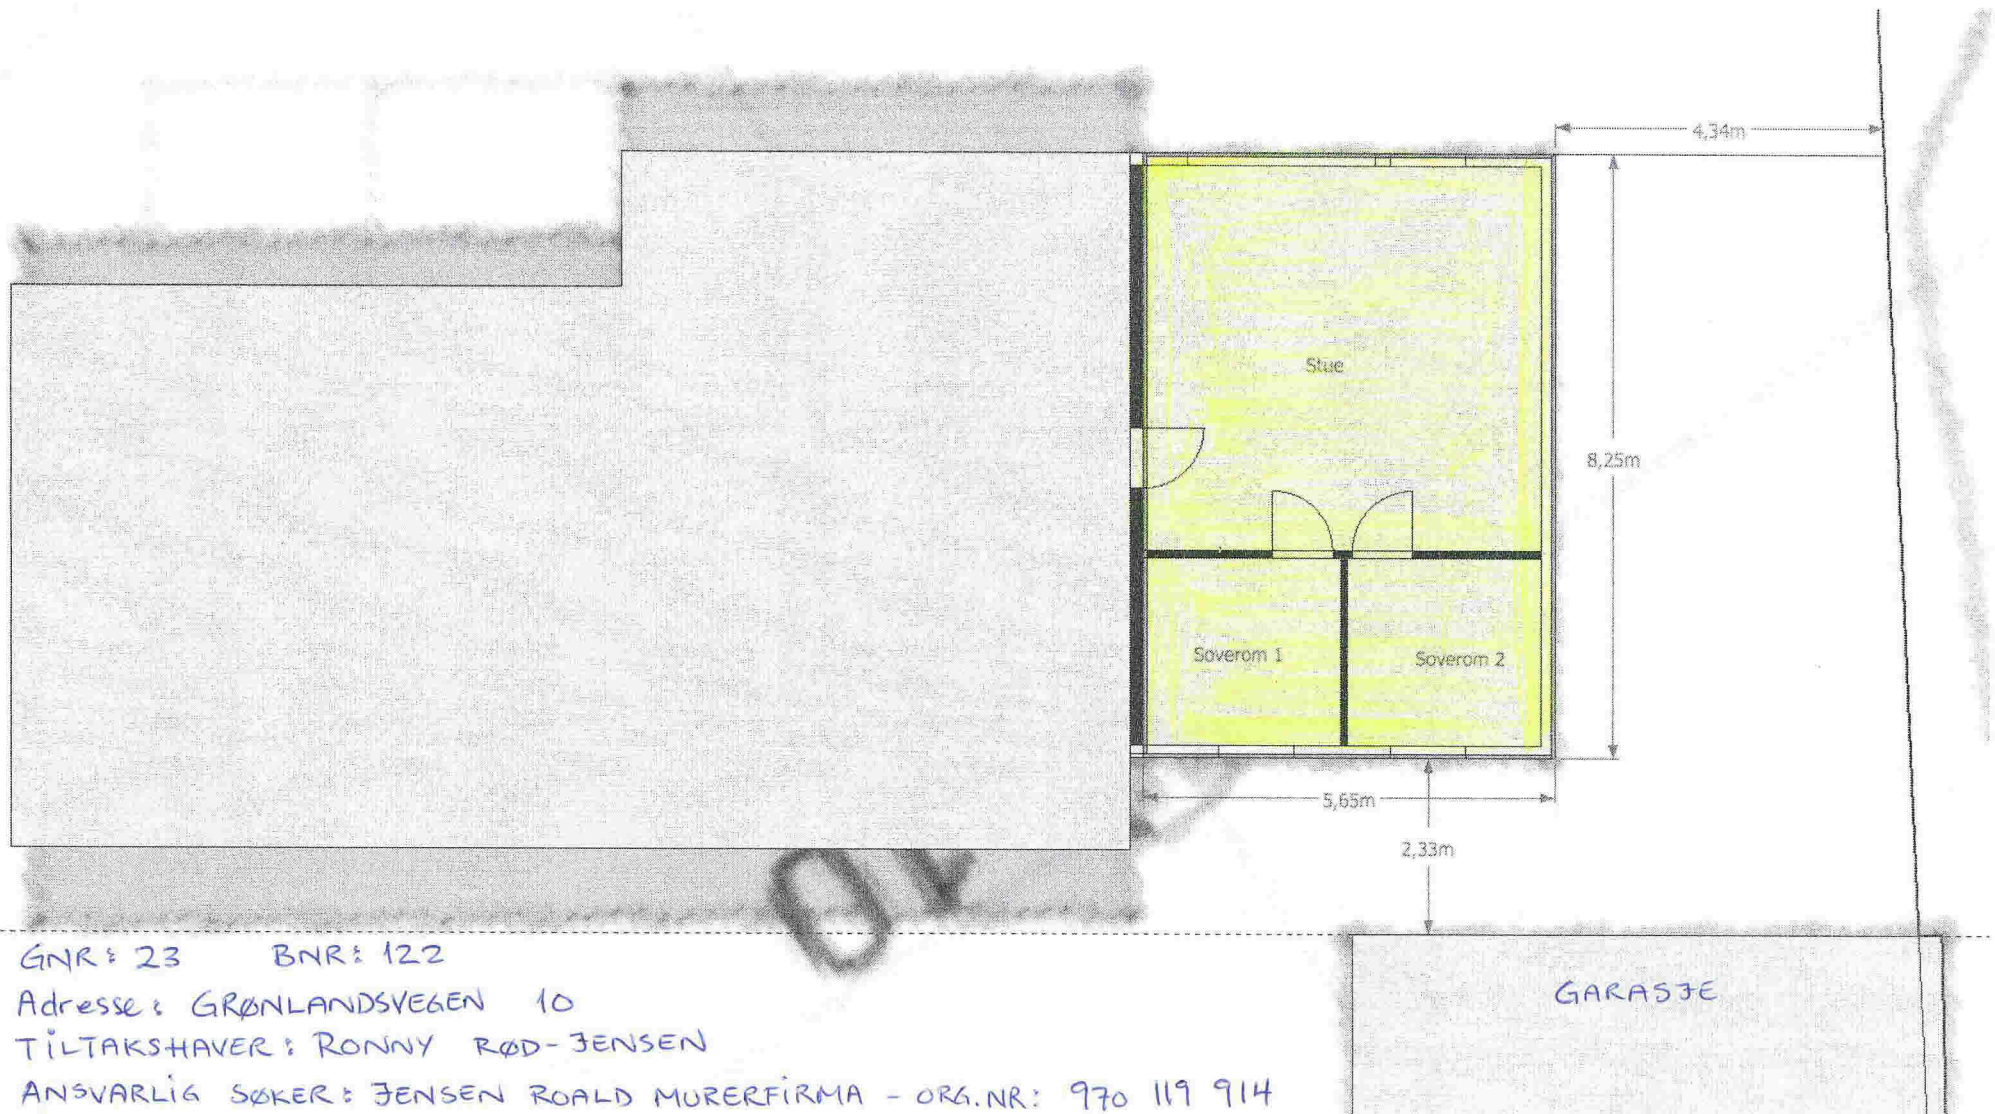 4,34m
Stue
8,25m
Soverom 1
Soverom 2
5,65m
2,33m
10
GNR: 23 BNR: 122
Adresse: GRØNLANDSVEGEN 10
TILTAKSHAVER: RONNY RØD-JENSEN
ANSVARLIG SØKER: JENSEN ROALD MURERFIRMA - ORG.NR: 970 119 914
GARASJE